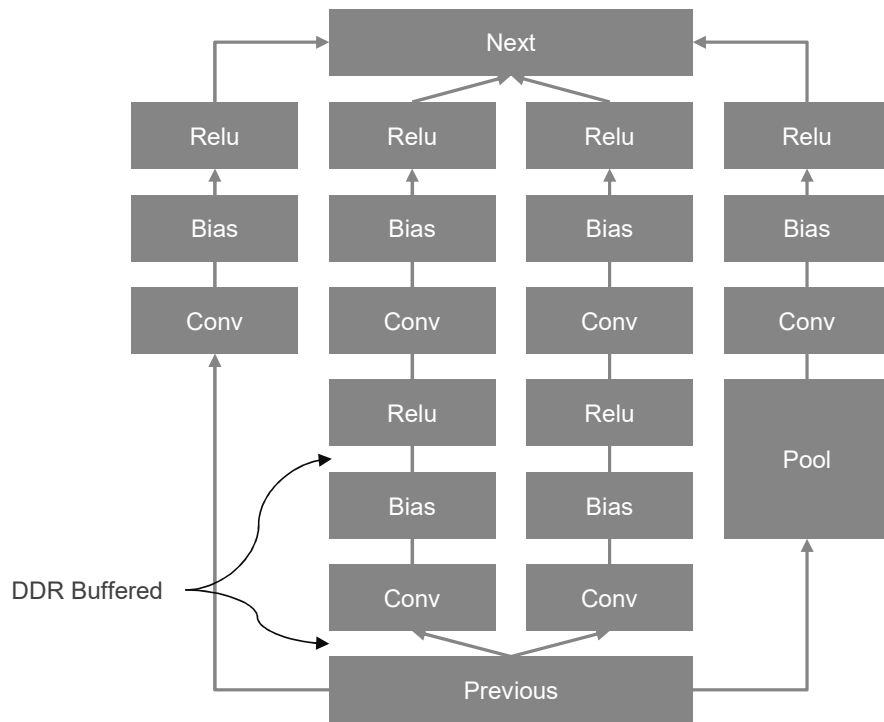 Next
Relu
Relu
Relu
Relu
Bias
Bias
Bias
Bias
Conv
Conv
Conv
Conv
Relu
Relu
Pool
Bias
Bias
DDR Buffered
Conv
Conv
Previous